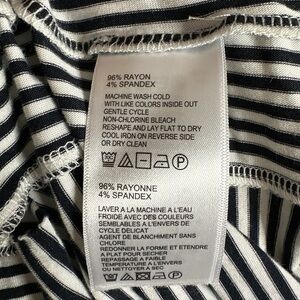 96% RAYON
4% SPANDEX
MACHINE WASH COLD
WITH LIKE COLORS INSIDE OUT
GENTLE CYCLE
NON-CHLORINE BLEACH
RESHAPE AND LAY FLAT TO DRY
COOL IRON ON REVERSE SIDE
OR DRY CLEAN
P
96% RAYONNE
4% SPANDEX
LAVER A LA MACHINE A L'EAU
FROIDE AVEC DES COULEURS
SEMBLABLES A L'ENVERS DE
CYCLE DELICAT
AGENT DE BLANCHIMENT SANS
CHLORE
REDONNER LA FORME ET ETENDRE
A PLAT POUR SECHER
REPASSAGE A FAIBLE
TEMPERATURE A L'ENVERS
OU NETTOYER A SEC
P